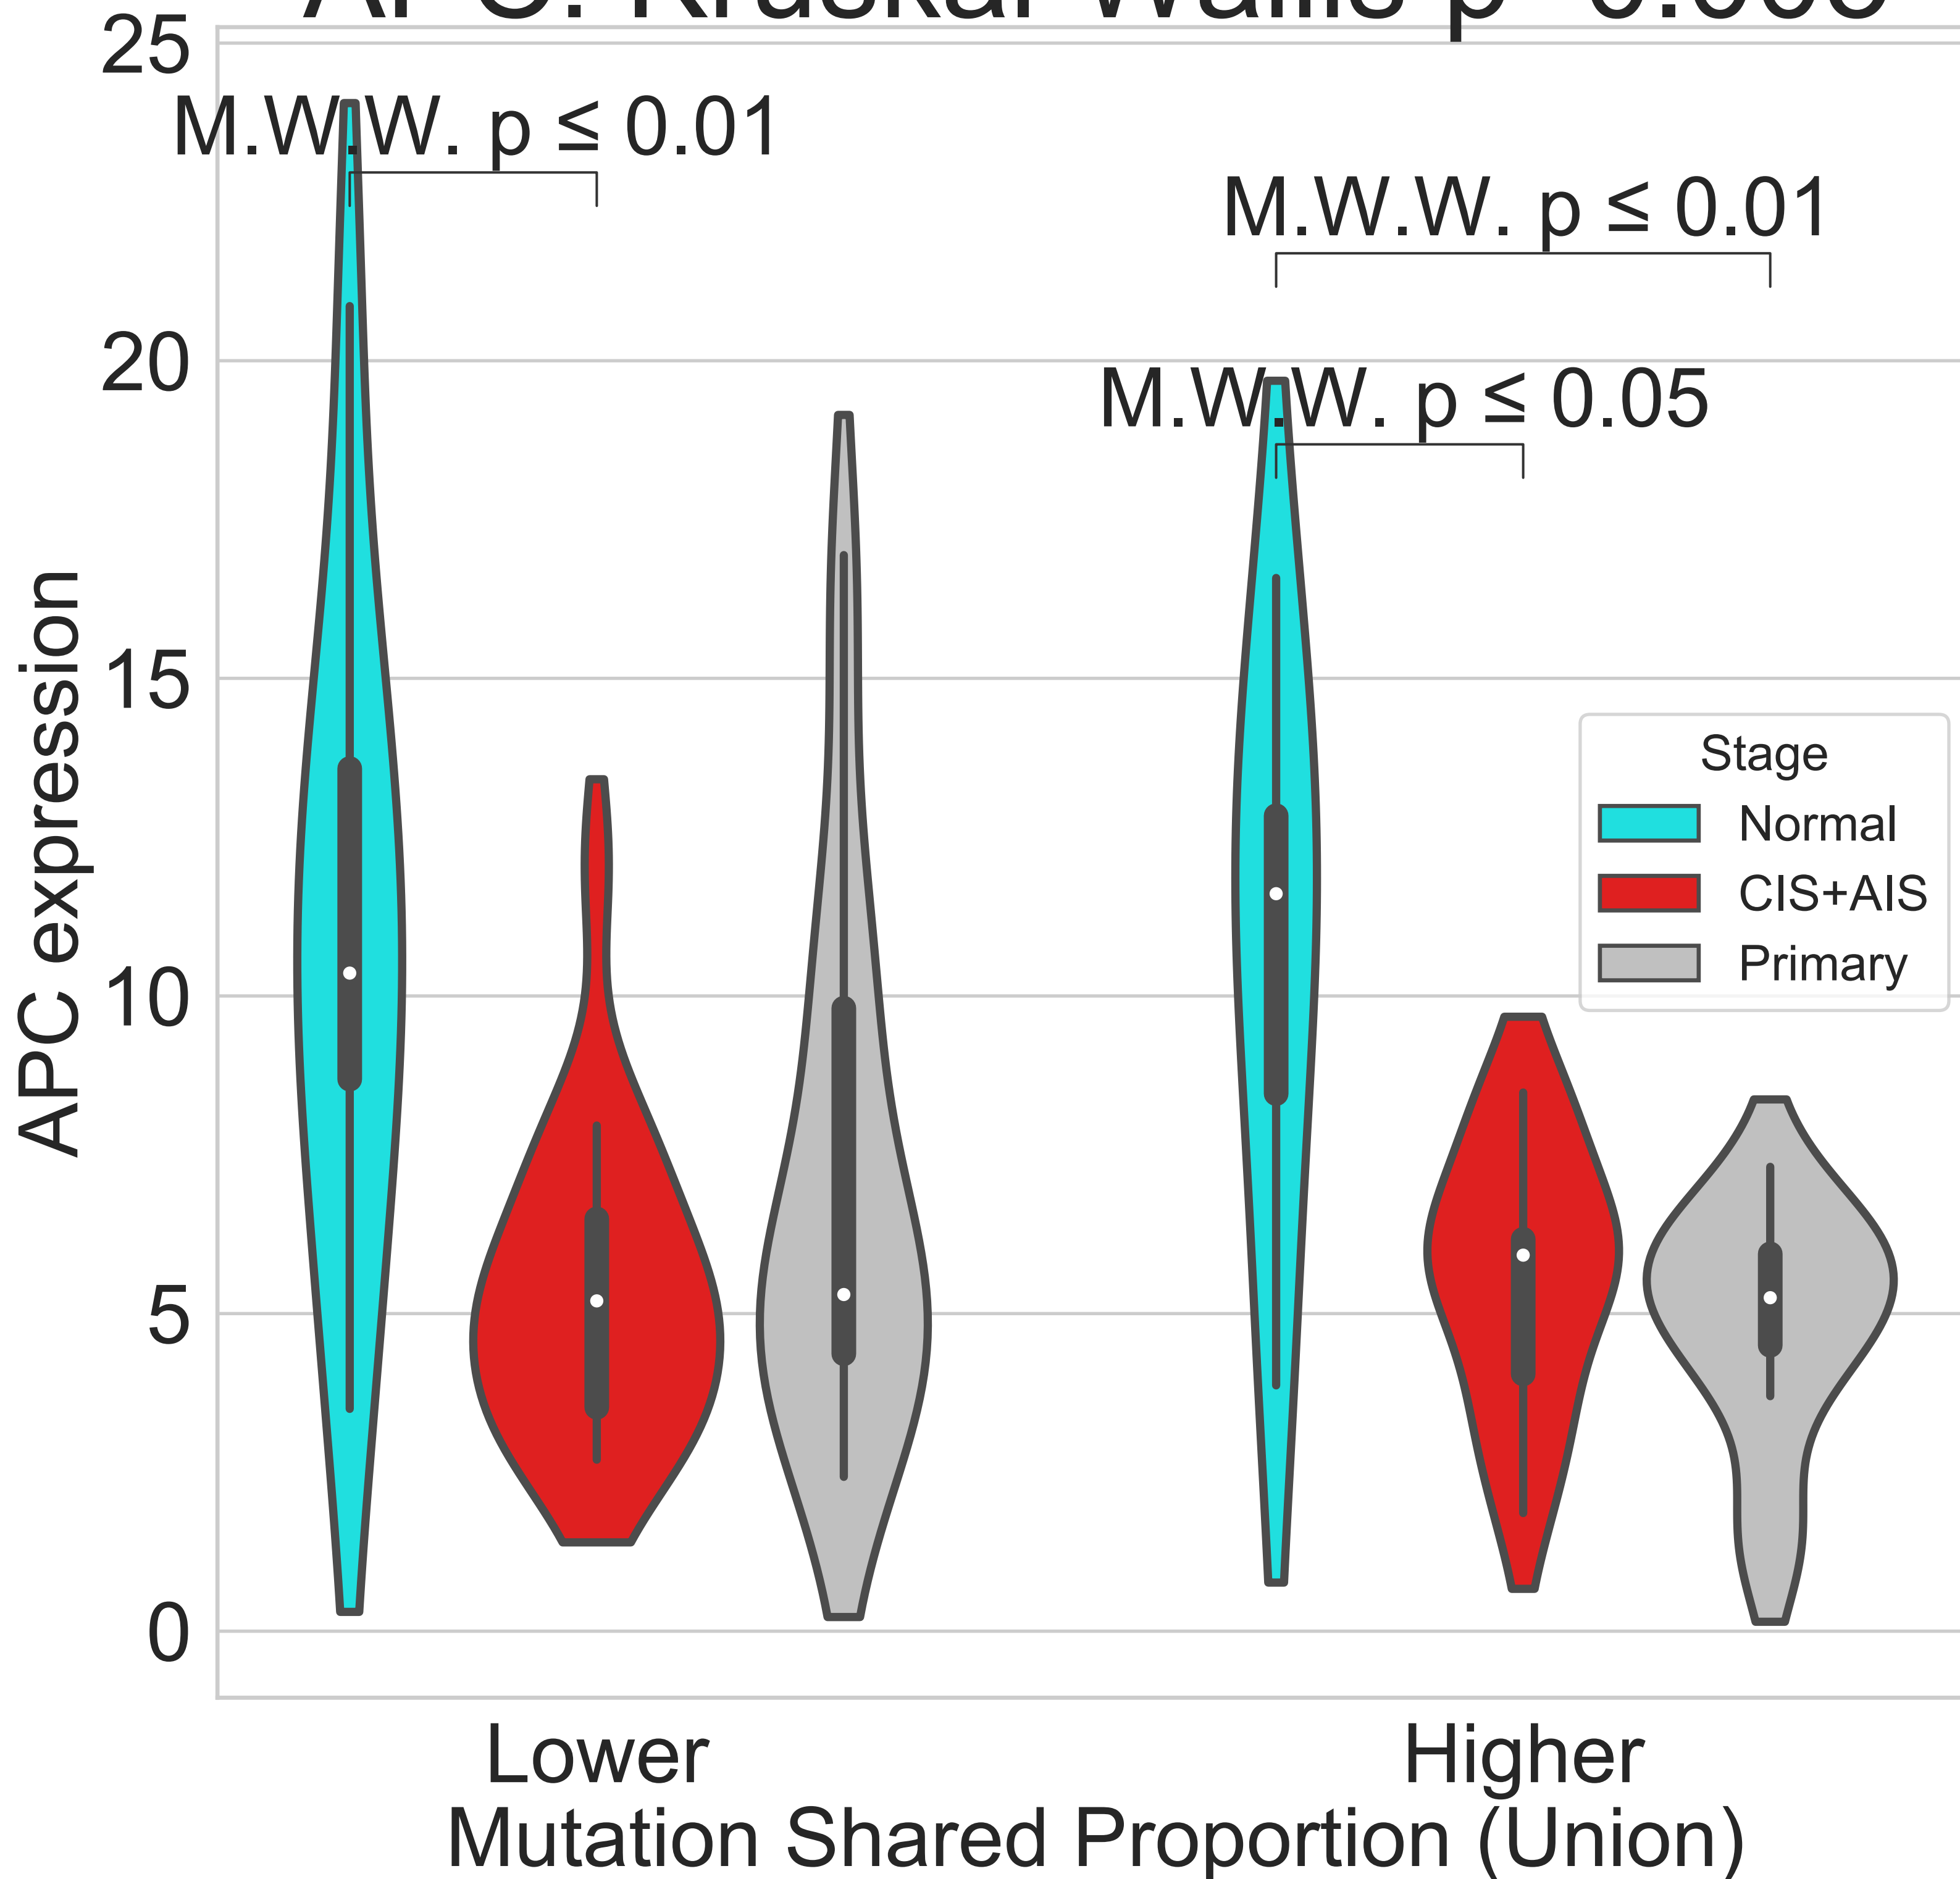 25
M.W.W. p ≤ 0.01
M.W.W. p ≤ 0.01
20
M.W.W. p ≤ 0.05
15
10
5
0
APC expression
Stage
Normal
CIS+AIS
Primary
Lower
Higher
Mutation Shared Proportion (Union)